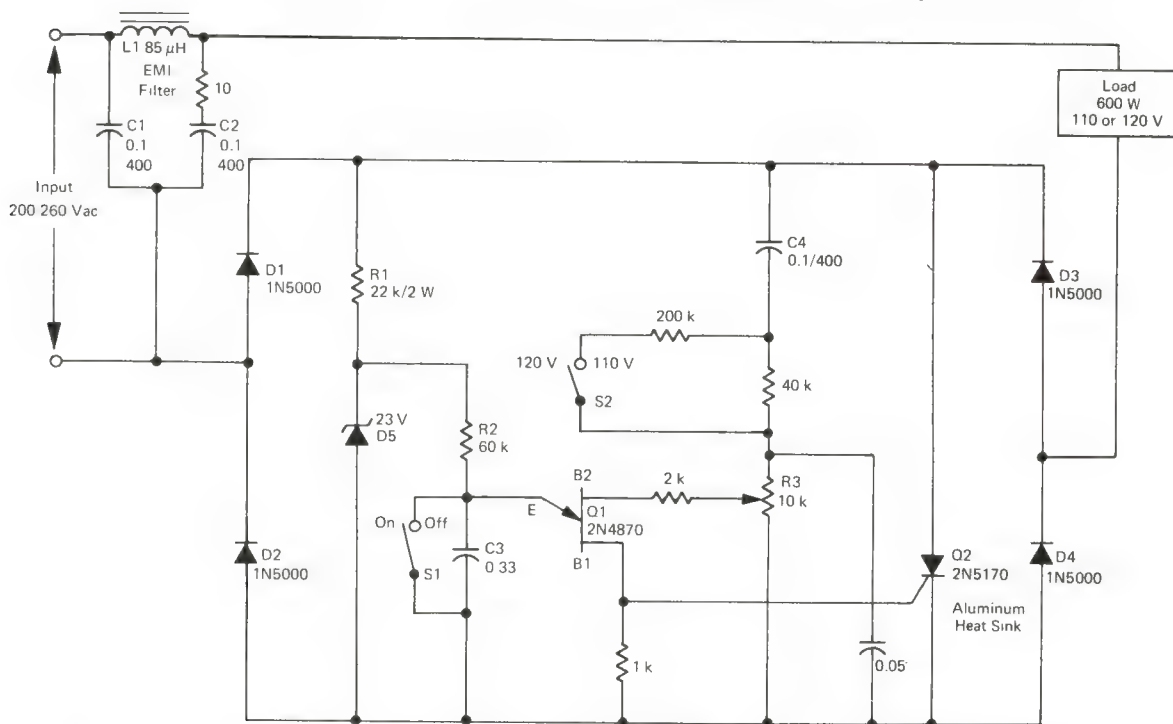 L1 85 µH
EMI
Filter
10
C1
0.1
400
C2
0.1
400
Load
600 W
110 or 120 V
Input
200 260 Vac
D1
1N5000
R1
22 k/2 W
C4
0.1/400
D3
1N5000
200 k
120 V
110 V
S2
40 k
23 V
D5
R2
60 k
B2
2 k
R3
10 k
E
Q1
2N4870
B1
On
Off
S1
C3
0 33
D2
1N5000
Q2
2N5170
D4
1N5000
Aluminum
Heat Sink
1 k
0.05